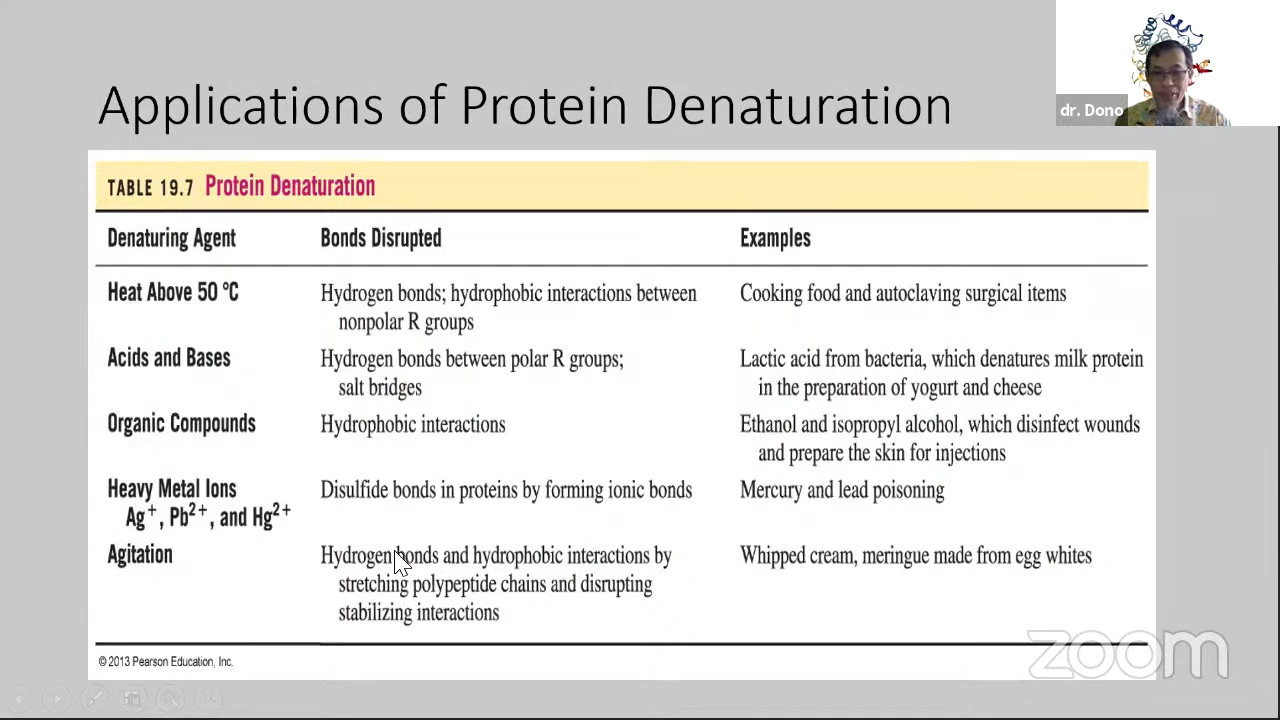 dr. Dono
Applications of Protein Denaturation
TABLE 19.7 Protein Denaturation
Denaturing Agent Bonds Disrupted Examples
Heat Above 50 °C Hydrogen bonds; hydrophobic interactions between Cooking food and autoclaving surgical items
nonpolar R groups
Acids and Bases Hydrogen bonds between polar R groups; Lactic acid from bacteria, which denatures milk protein
salt bridges in the preparation of yogurt and cheese
Organic Compounds Hydrophobic interactions Ethanol and isopropyl alcohol, which disinfect wounds
and prepare the skin for injections
Heavy Metal Ions Disulfide bonds in proteins by forming ionic bonds Mercury and lead poisoning
Ag⁺, Pb²⁺, and Hg²⁺
Agitation Hydrogen bonds and hydrophobic interactions by Whipped cream, meringue made from egg whites
stretching polypeptide chains and disrupting
stabilizing interactions
© 2013 Pearson Education, Inc.
zoom